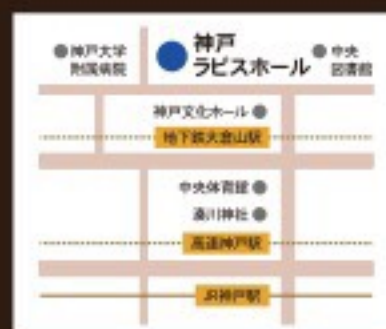 神戸大学
附属病院
神戸
ラピスホール
中央
図書館
神戸文化ホール
地下鉄大倉山駅
中央体育館
湊川神社
高速神戸駅
JR神戸駅